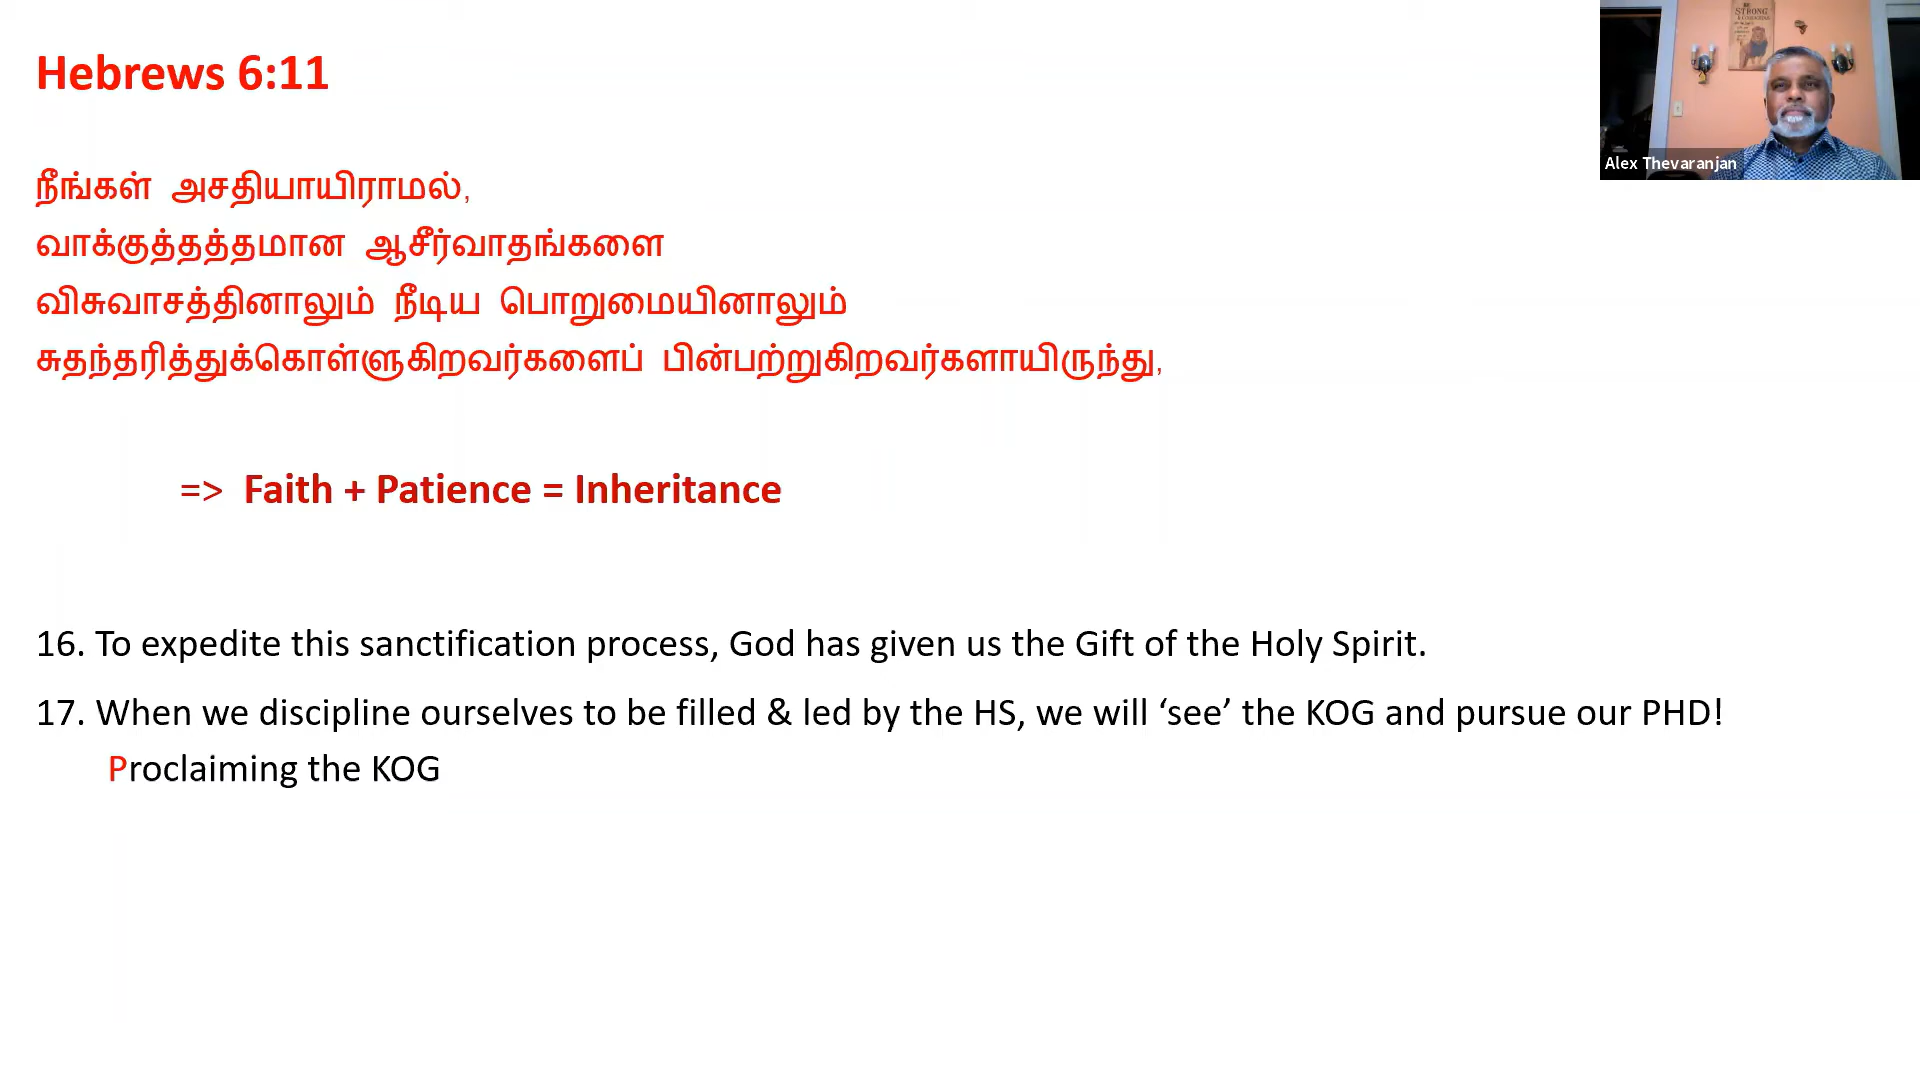 Hebrews 6:11
STRONG
Alex Thevaranjan
நீங்கள் அசதியாயிராமல்,
வாக்குத்தத்தமான ஆசீர்வாதங்களை
விசுவாசத்தினாலும் நீடிய பொறுமையினாலும்
சுதந்தரித்துக்கொள்ளுகிறவர்களைப் பின்பற்றுகிறவர்களாயிருந்து,
=> Faith + Patience = Inheritance
16. To expedite this sanctification process, God has given us the Gift of the Holy Spirit.
17. When we discipline ourselves to be filled & led by the HS, we will ‘see’ the KOG and pursue our PHD!
Proclaiming the KOG